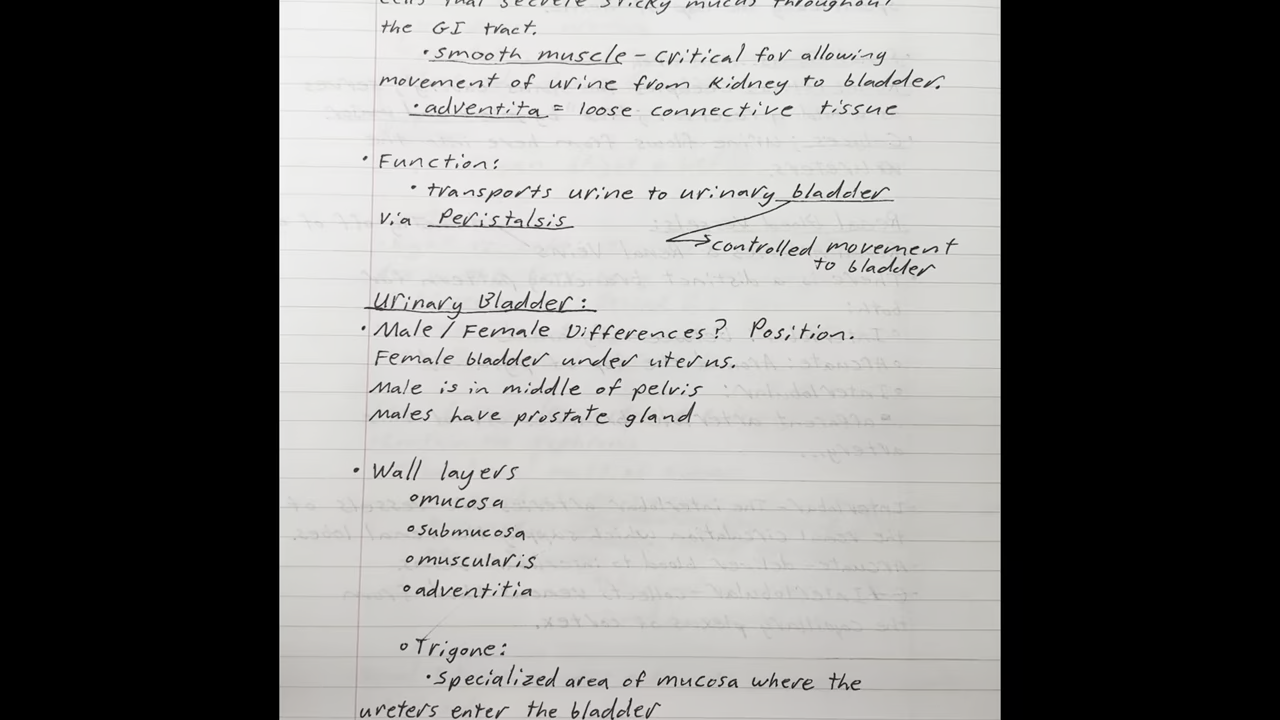 cells that secrete sticky mucus throughout
the GI tract.
• smooth muscle - critical for allowing
movement of urine from kidney to bladder.
• adventita = loose connective tissue
• Function:
• transports urine to urinary bladder
via Peristalsis
controlled movement
to bladder
Urinary Bladder:
• Male / Female Differences? Position.
Female bladder under uterus.
Male is in middle of pelvis
Males have prostate gland
• Wall layers
◦ mucosa
◦ submucosa
◦ muscularis
◦ adventitia
◦ Trigone:
• specialized area of mucosa where the
ureters enter the bladder